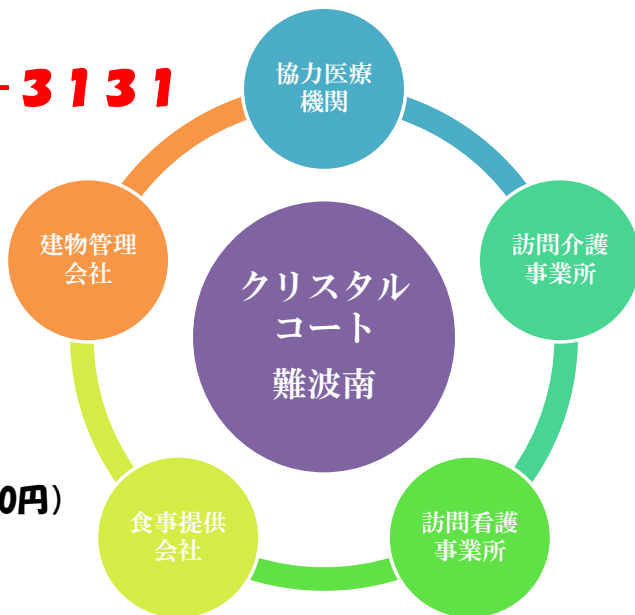 -3131
協力医療
機関
建物管理
会社
訪問介護
事業所
クリスタル
コート
難波南
0円)
食事提供
会社
訪問看護
事業所